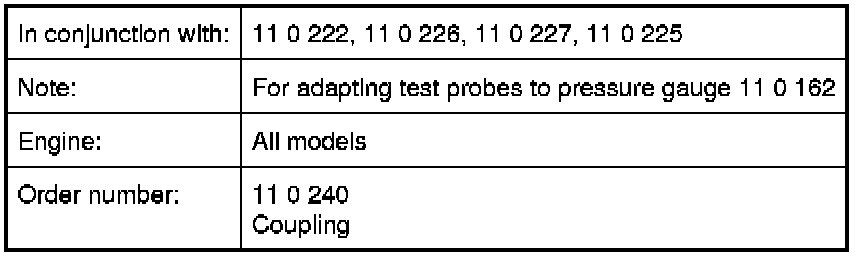 In conjunction with: 11 0 222, 11 0 226, 11 0 227, 11 0 225
Note: For adapting test probes to pressure gauge 11 0 162
Engine: All models
Order number: 11 0 240
Coupling